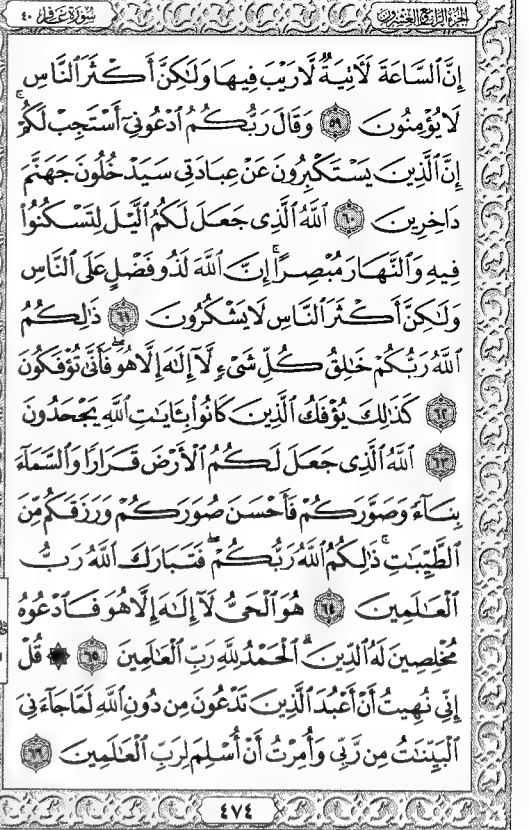 الجزء الرابع والعشرون سورة غافر ٤٠
إِنَّ ٱلسَّاعَةَ لَأٓتِيَةٌ لَّا رَيْبَ فِيهَا وَلَٰكِنَّ أَكْثَرَ ٱلنَّاسِ
لَا يُؤْمِنُونَ ٥٩ وَقَالَ رَبُّكُمُ ٱدْعُونِىٓ أَسْتَجِبْ لَكُمْۚ
إِنَّ ٱلَّذِينَ يَسْتَكْبِرُونَ عَنْ عِبَادَتِى سَيَدْخُلُونَ جَهَنَّمَ
دَاخِرِينَ ٦٠ ٱللَّهُ ٱلَّذِى جَعَلَ لَكُمُ ٱلَّيْلَ لِتَسْكُنُوا۟
فِيهِ وَٱلنَّهَارَ مُبْصِرًاۚ إِنَّ ٱللَّهَ لَذُو فَضْلٍ عَلَى ٱلنَّاسِ
وَلَٰكِنَّ أَكْثَرَ ٱلنَّاسِ لَا يَشْكُرُونَ ٦١ ذَٰلِكُمُ
ٱللَّهُ رَبُّكُمْ خَٰلِقُ كُلِّ شَىْءٍ لَّآ إِلَٰهَ إِلَّا هُوَۖ فَأَنَّىٰ تُؤْفَكُونَ
٦٢ كَذَٰلِكَ يُؤْفَكُ ٱلَّذِينَ كَانُوا۟ بِـَٔايَٰتِ ٱللَّهِ يَجْحَدُونَ
٦٣ ٱللَّهُ ٱلَّذِى جَعَلَ لَكُمُ ٱلْأَرْضَ قَرَارًا وَٱلسَّمَآءَ
بِنَآءً وَصَوَّرَكُمْ فَأَحْسَنَ صُوَرَكُمْ وَرَزَقَكُم مِّنَ
ٱلطَّيِّبَٰتِۚ ذَٰلِكُمُ ٱللَّهُ رَبُّكُمْۖ فَتَبَارَكَ ٱللَّهُ رَبُّ
ٱلْعَٰلَمِينَ ٦٤ هُوَ ٱلْحَىُّ لَآ إِلَٰهَ إِلَّا هُوَ فَٱدْعُوهُ
مُخْلِصِينَ لَهُ ٱلدِّينَۗ ٱلْحَمْدُ لِلَّهِ رَبِّ ٱلْعَٰلَمِينَ ٦٥ قُلْ
إِنِّى نُهِيتُ أَنْ أَعْبُدَ ٱلَّذِينَ تَدْعُونَ مِن دُونِ ٱللَّهِ لَمَّا جَآءَنِىَ
ٱلْبَيِّنَٰتُ مِن رَّبِّى وَأُمِرْتُ أَنْ أُسْلِمَ لِرَبِّ ٱلْعَٰلَمِينَ ٦٦
٤٧٤